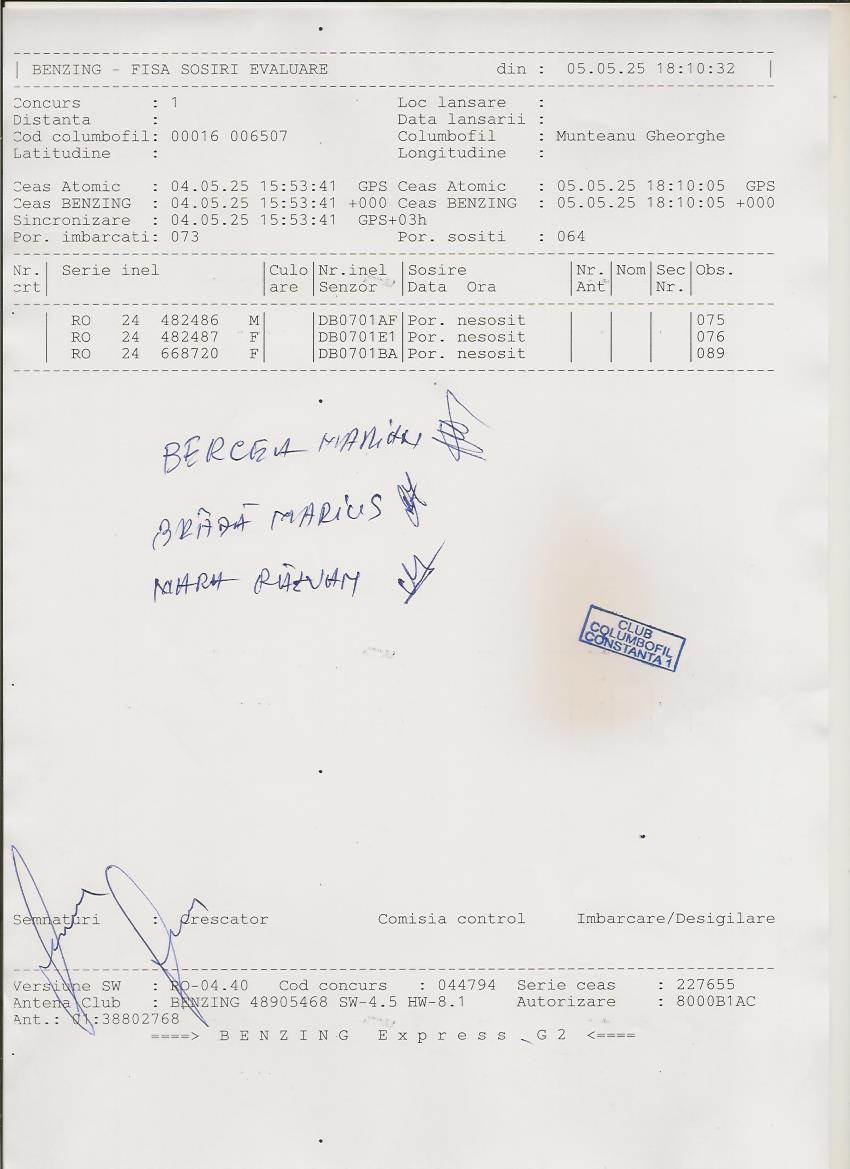 | BENZING - FISA SOSIRI EVALUARE din : 05.05.25 18:10:32 |
Concurs : 1 Loc lansare :
Distanta : Data lansarii :
Cod columbofil: 00016 006507 Columbofil : Munteanu Gheorghe
Latitudine : Longitudine :
Ceas Atomic : 04.05.25 15:53:41 GPS Ceas Atomic : 05.05.25 18:10:05 GPS
Ceas BENZING : 04.05.25 15:53:41 +000 Ceas BENZING : 05.05.25 18:10:05 +000
Sincronizare : 04.05.25 15:53:41 GPS+03h
Por. imbarcati: 073 Por. sositi : 064
Nr.| Serie inel |Culo|Nr.inel |Sosire |Nr.|Nom|Sec|Obs.
crt| |are |Senzor |Data Ora |Ant| |Nr.|
| RO 24 482486 M| |DB0701AF|Por. nesosit | | | |075
| RO 24 482487 F| |DB0701E1|Por. nesosit | | | |076
| RO 24 668720 F| |DB0701BA|Por. nesosit | | | |089
BERCEA MARIAN
BRĂDĂ MARIUS
MARA RĂZVAN
CLUB
COLUMBOFIL
CONSTANTA 1
Semnaturi : Crescator Comisia control Imbarcare/Desigilare
Versiune SW : RO-04.40 Cod concurs : 044794 Serie ceas : 227655
Antena Club : BENZING 48905468 SW-4.5 HW-8.1 Autorizare : 8000B1AC
Ant.: 01:38802768
====> B E N Z I N G E x p r e s s G 2 <====